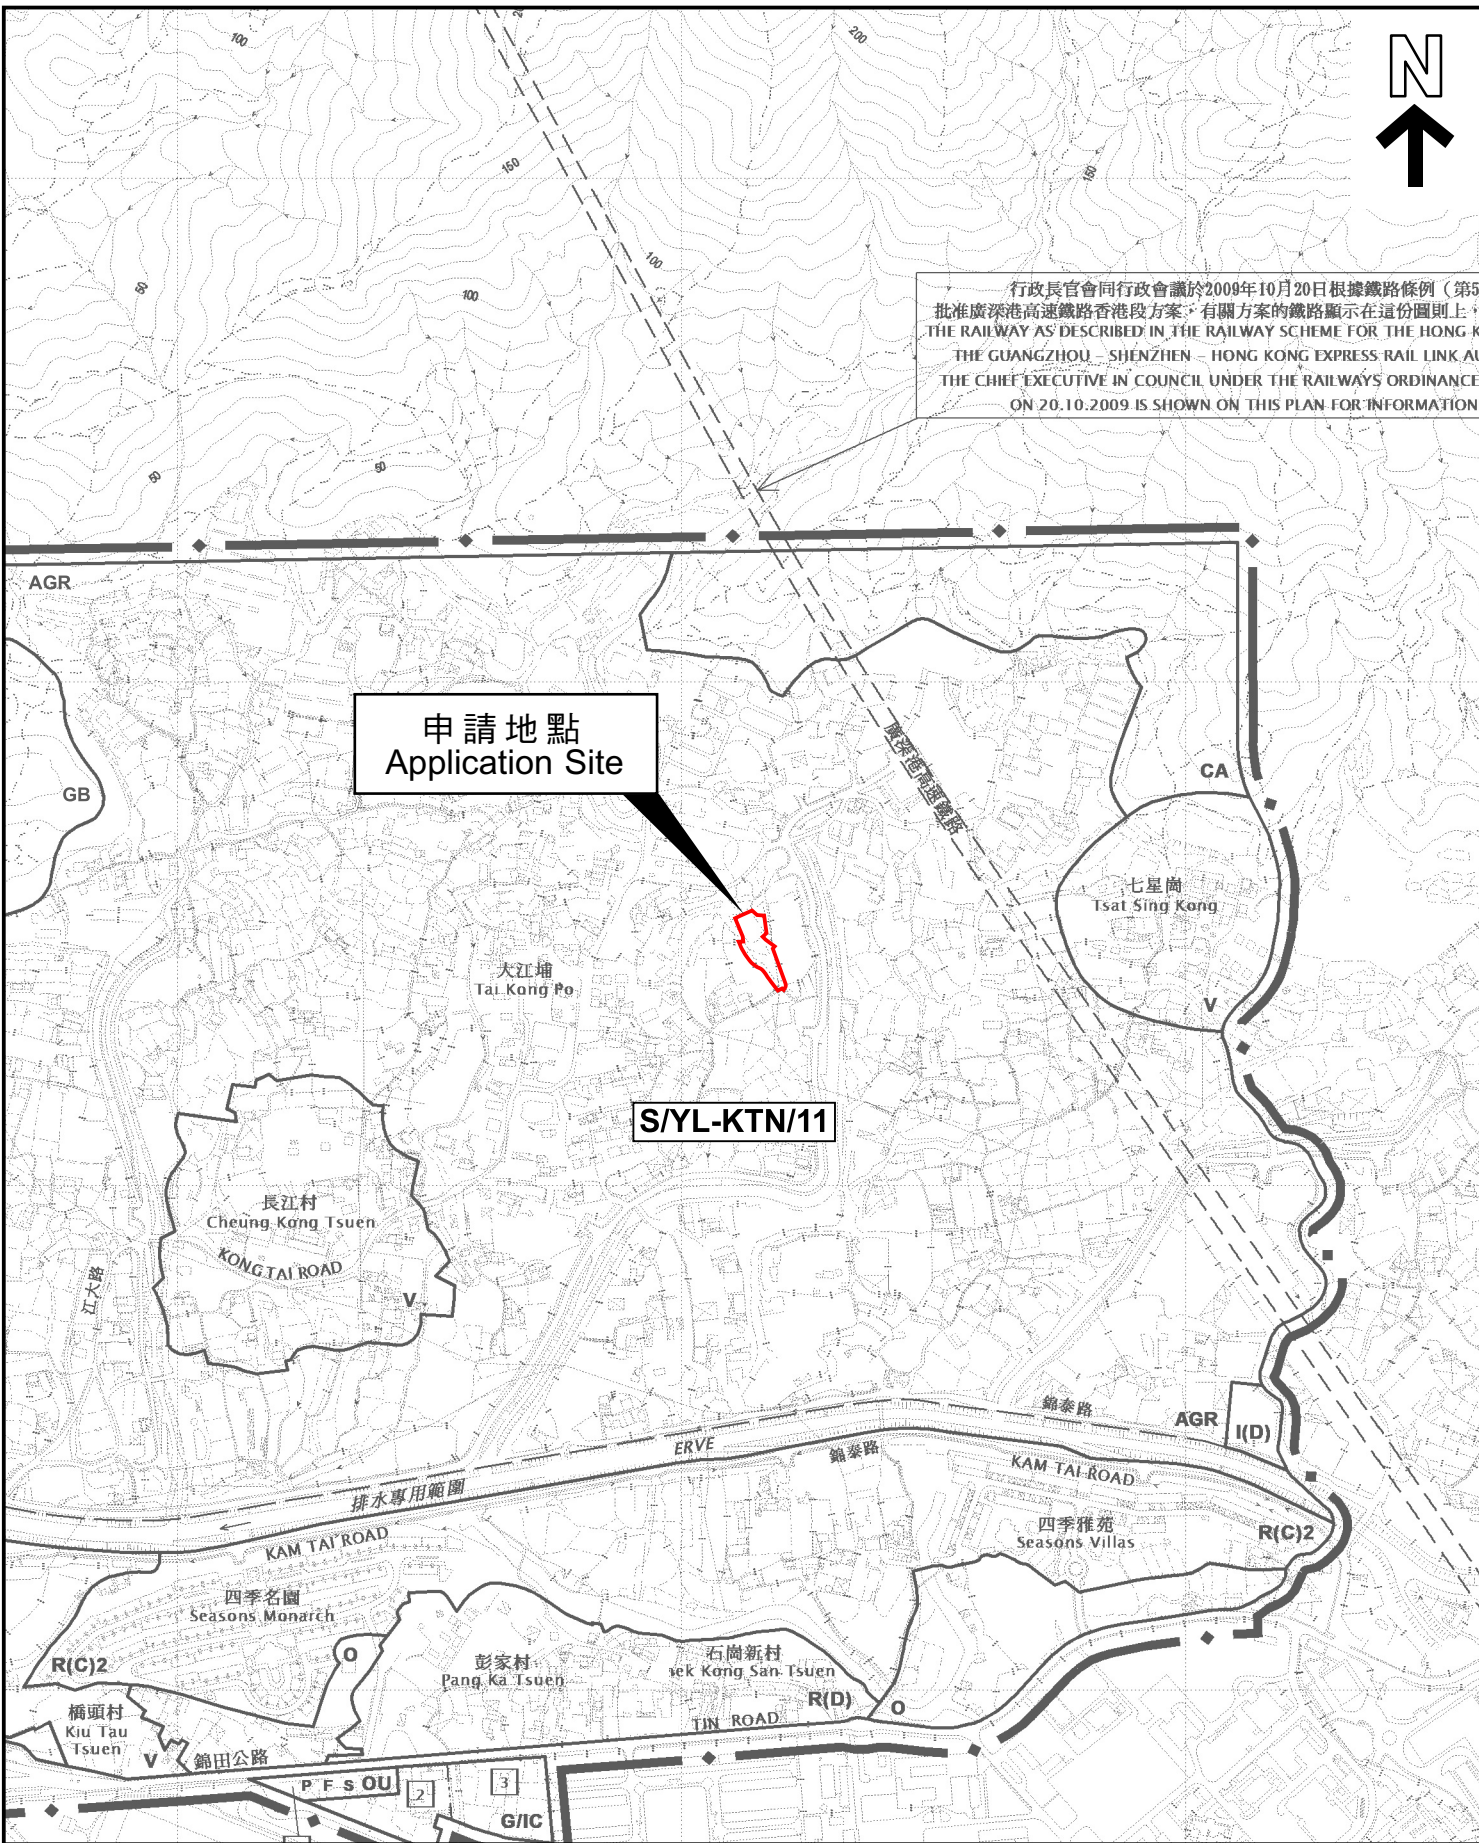 N
200
100
150
150
100
50
100
50
50
行政長官會同行政會議於2009年10月20日根據鐵路條例（第5
批准廣深港高速鐵路香港段方案，有關方案的鐵路顯示在這份圖則上，
THE RAILWAY AS DESCRIBED IN THE RAILWAY SCHEME FOR THE HONG K
THE GUANGZHOU – SHENZHEN – HONG KONG EXPRESS RAIL LINK AU
THE CHIEF EXECUTIVE IN COUNCIL UNDER THE RAILWAYS ORDINANCE
ON 20.10.2009 IS SHOWN ON THIS PLAN FOR INFORMATION
AGR
申請地點
Application Site
廣深港高速鐵路
CA
GB
七星崗
Tsat Sing Kong
大江埔
Tai Kong Po
V
S/YL-KTN/11
長江村
Cheung Kong Tsuen
KONG TAI ROAD
江大路
V
錦泰路
AGR
I(D)
ERVE
錦泰路
KAM TAI ROAD
排水專用範圍
四季雅苑
Seasons Villas
R(C)2
KAM TAI ROAD
四季名園
Seasons Monarch
O
R(C)2
彭家村
Pang Ka Tsuen
石崗新村
ek Kong San Tsuen
R(D)
O
橋頭村
Kiu Tau
Tsuen
V
錦田公路
TIN ROAD
P F S OU
2
3
G/IC